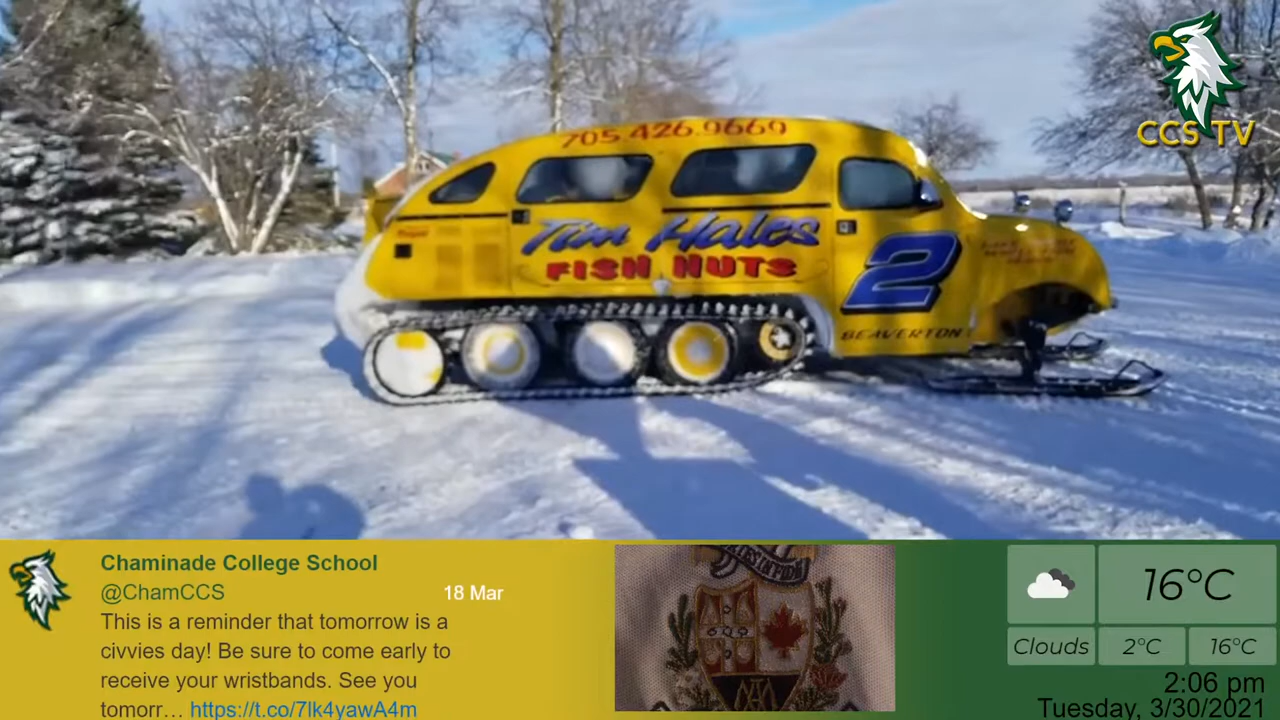 CCS TV
705.426.9669
Tim Hales
FISH HUTS
2
BEAVERTON
Chaminade College School
@ChamCCS
18 Mar
This is a reminder that tomorrow is a
civvies day! Be sure to come early to
receive your wristbands. See you
tomorr… https://t.co/7lk4yawA4m
16°C
Clouds
2°C
16°C
2:06 pm
Tuesday, 3/30/2021